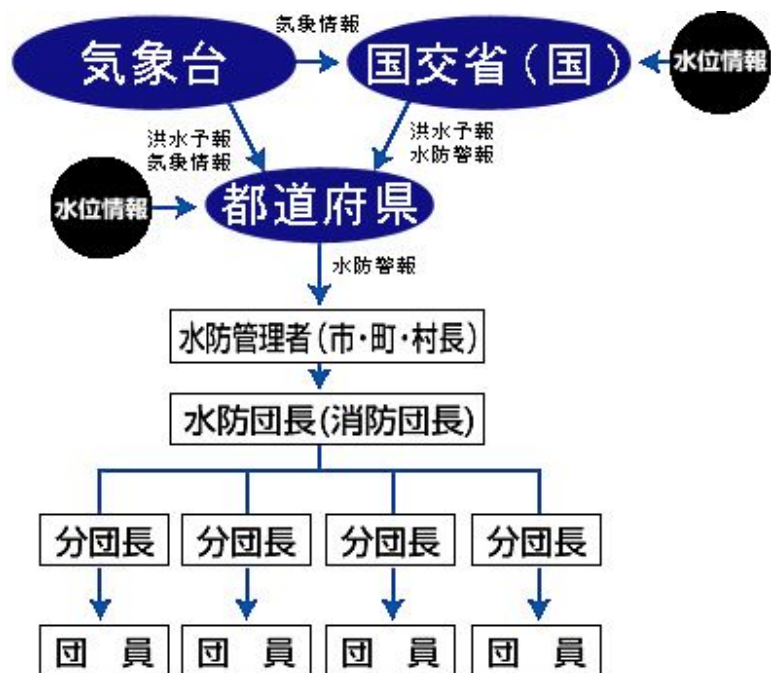 気象情報
気象台
国交省(国)
水位情報
洪水予報
気象情報
洪水予報
水防警報
水位情報
都道府県
水防警報
水防管理者(市・町・村長)
水防団長(消防団長)
分団長 分団長 分団長 分団長
団　員 団　員 団　員 団　員